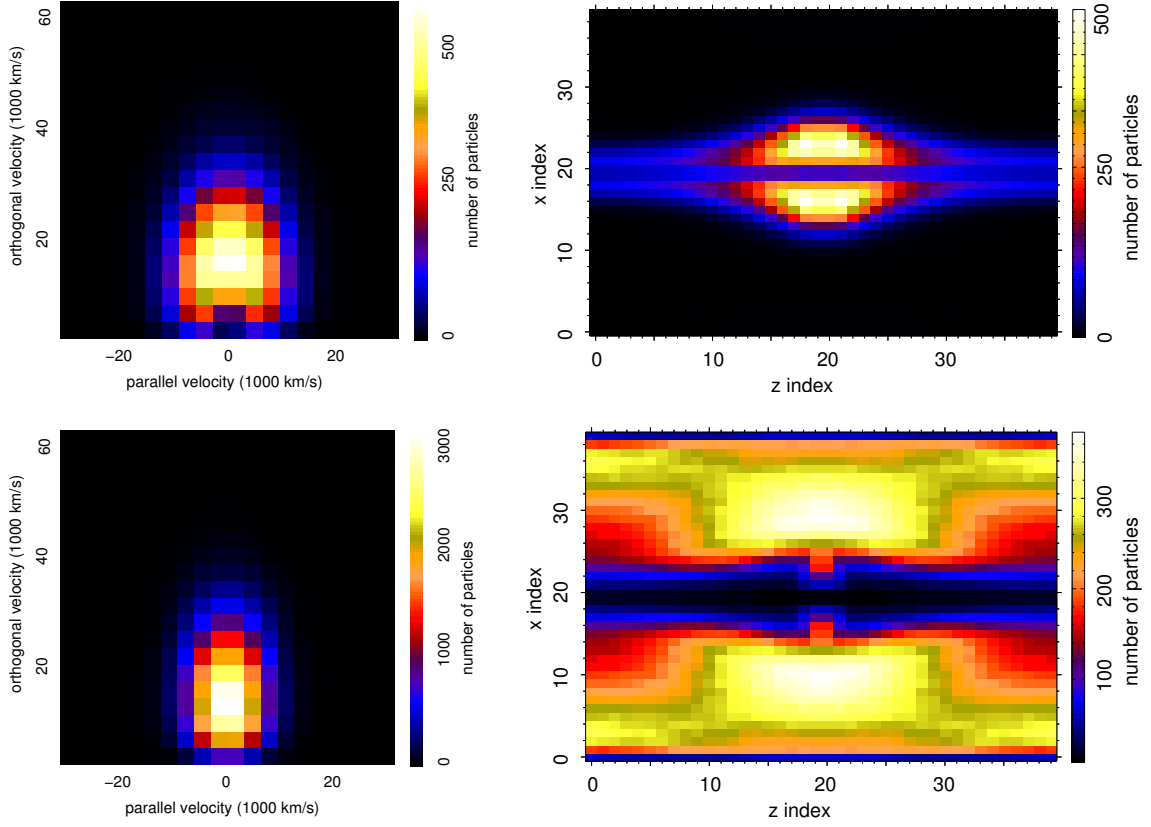 60
40
20
orthogonal velocity (1000 km/s)
−20 0 20
parallel velocity (1000 km/s)
500
250
0
number of particles
30
20
10
0
x index
0 10 20 30
z index
500
250
0
number of particles
60
40
20
orthogonal velocity (1000 km/s)
−20 0 20
parallel velocity (1000 km/s)
3000
2000
1000
0
number of particles
30
20
10
0
x index
0 10 20 30
z index
300
200
100
number of particles